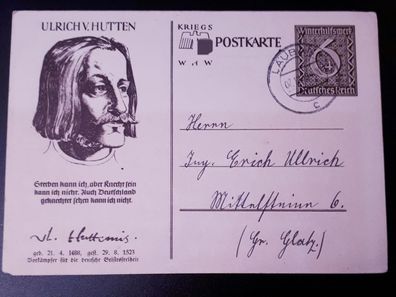 ULRICH V. HUTTEN
KRIEGS
W H W
POSTKARTE
Winterhilfswerk
6
Deutsches Reich
LAUB
c
Herrn
Ing. Erich Ullrich
Mittelsteine 6.
(Gr. Glatz.)
Sterben kann ich, aber Knecht sein
kann ich nicht. Auch Deutschland
geknechtet sehen kann ich nicht.
geb. 21. 4. 1488, gest. 29. 8. 1523
Vorkämpfer für die deutsche Geistesfreiheit